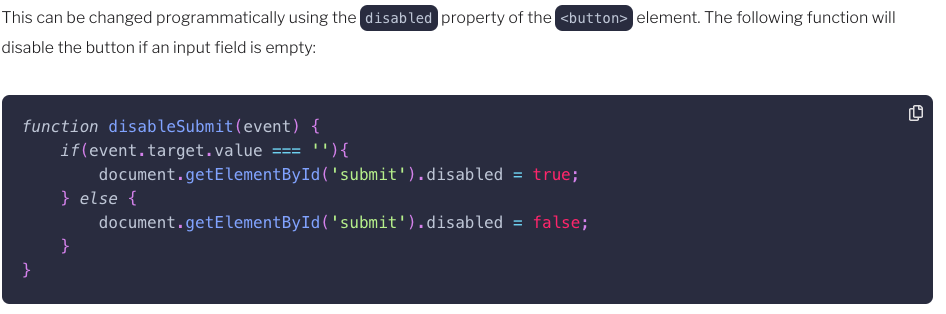 This can be changed programmatically using the disabled property of the <button> element. The following function will
disable the button if an input field is empty:
function disableSubmit(event) {
    if(event.target.value === ''){
        document.getElementById('submit').disabled = true;
    } else {
        document.getElementById('submit').disabled = false;
    }
}